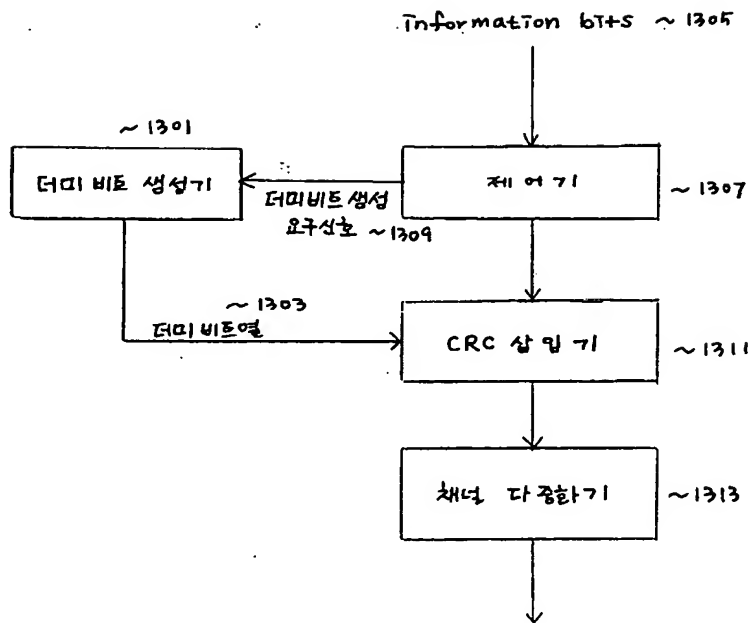 information bits ~1305
~1301
더미 비트 생성기
제어기
~1307
더미비트생성
요구신호 ~1309
~1303
더미 비트열
CRC 삽입기
~1311
채널 다중화기
~1313